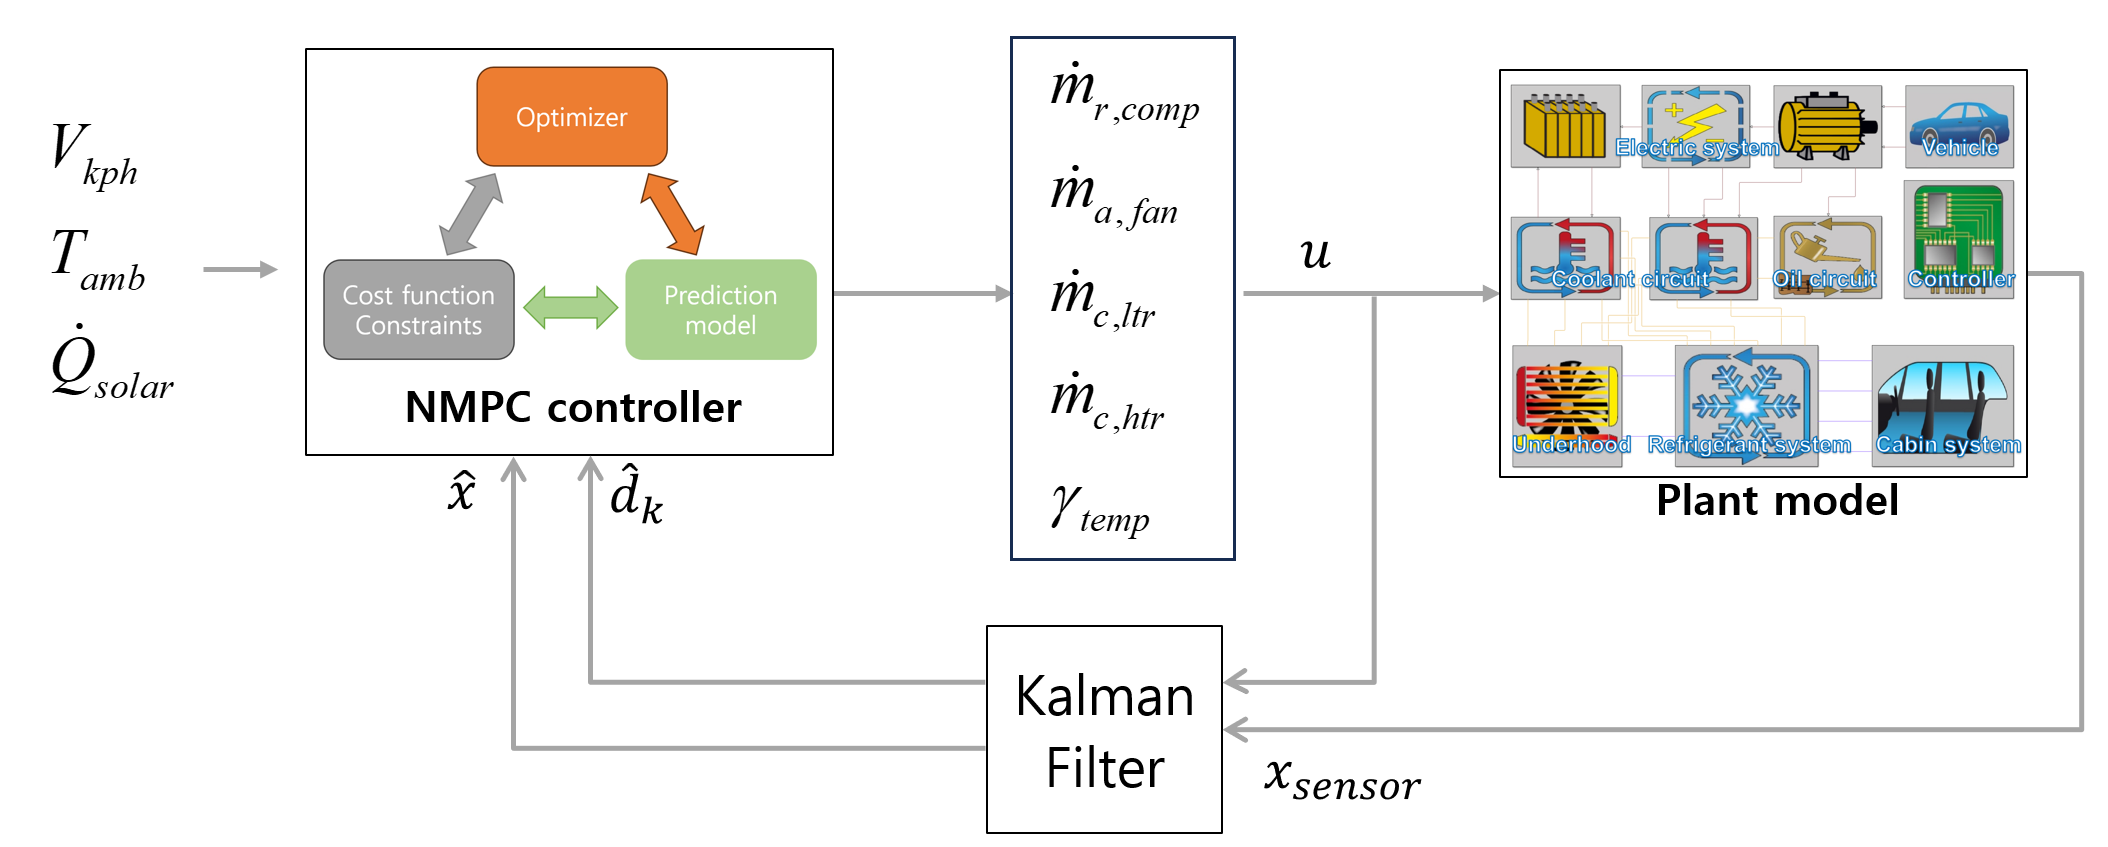 V_kph
T_amb
Q̇_solar
Optimizer
Cost function
Constraints
Prediction
model
NMPC controller
x̂
d̂_k
ṁ_r,comp
ṁ_a,fan
ṁ_c,ltr
ṁ_c,htr
γ_temp
u
Electric system
Vehicle
Coolant circuit
Oil circuit
Controller
Underhood
Refrigerant system
Cabin system
Plant model
Kalman
Filter
x_sensor